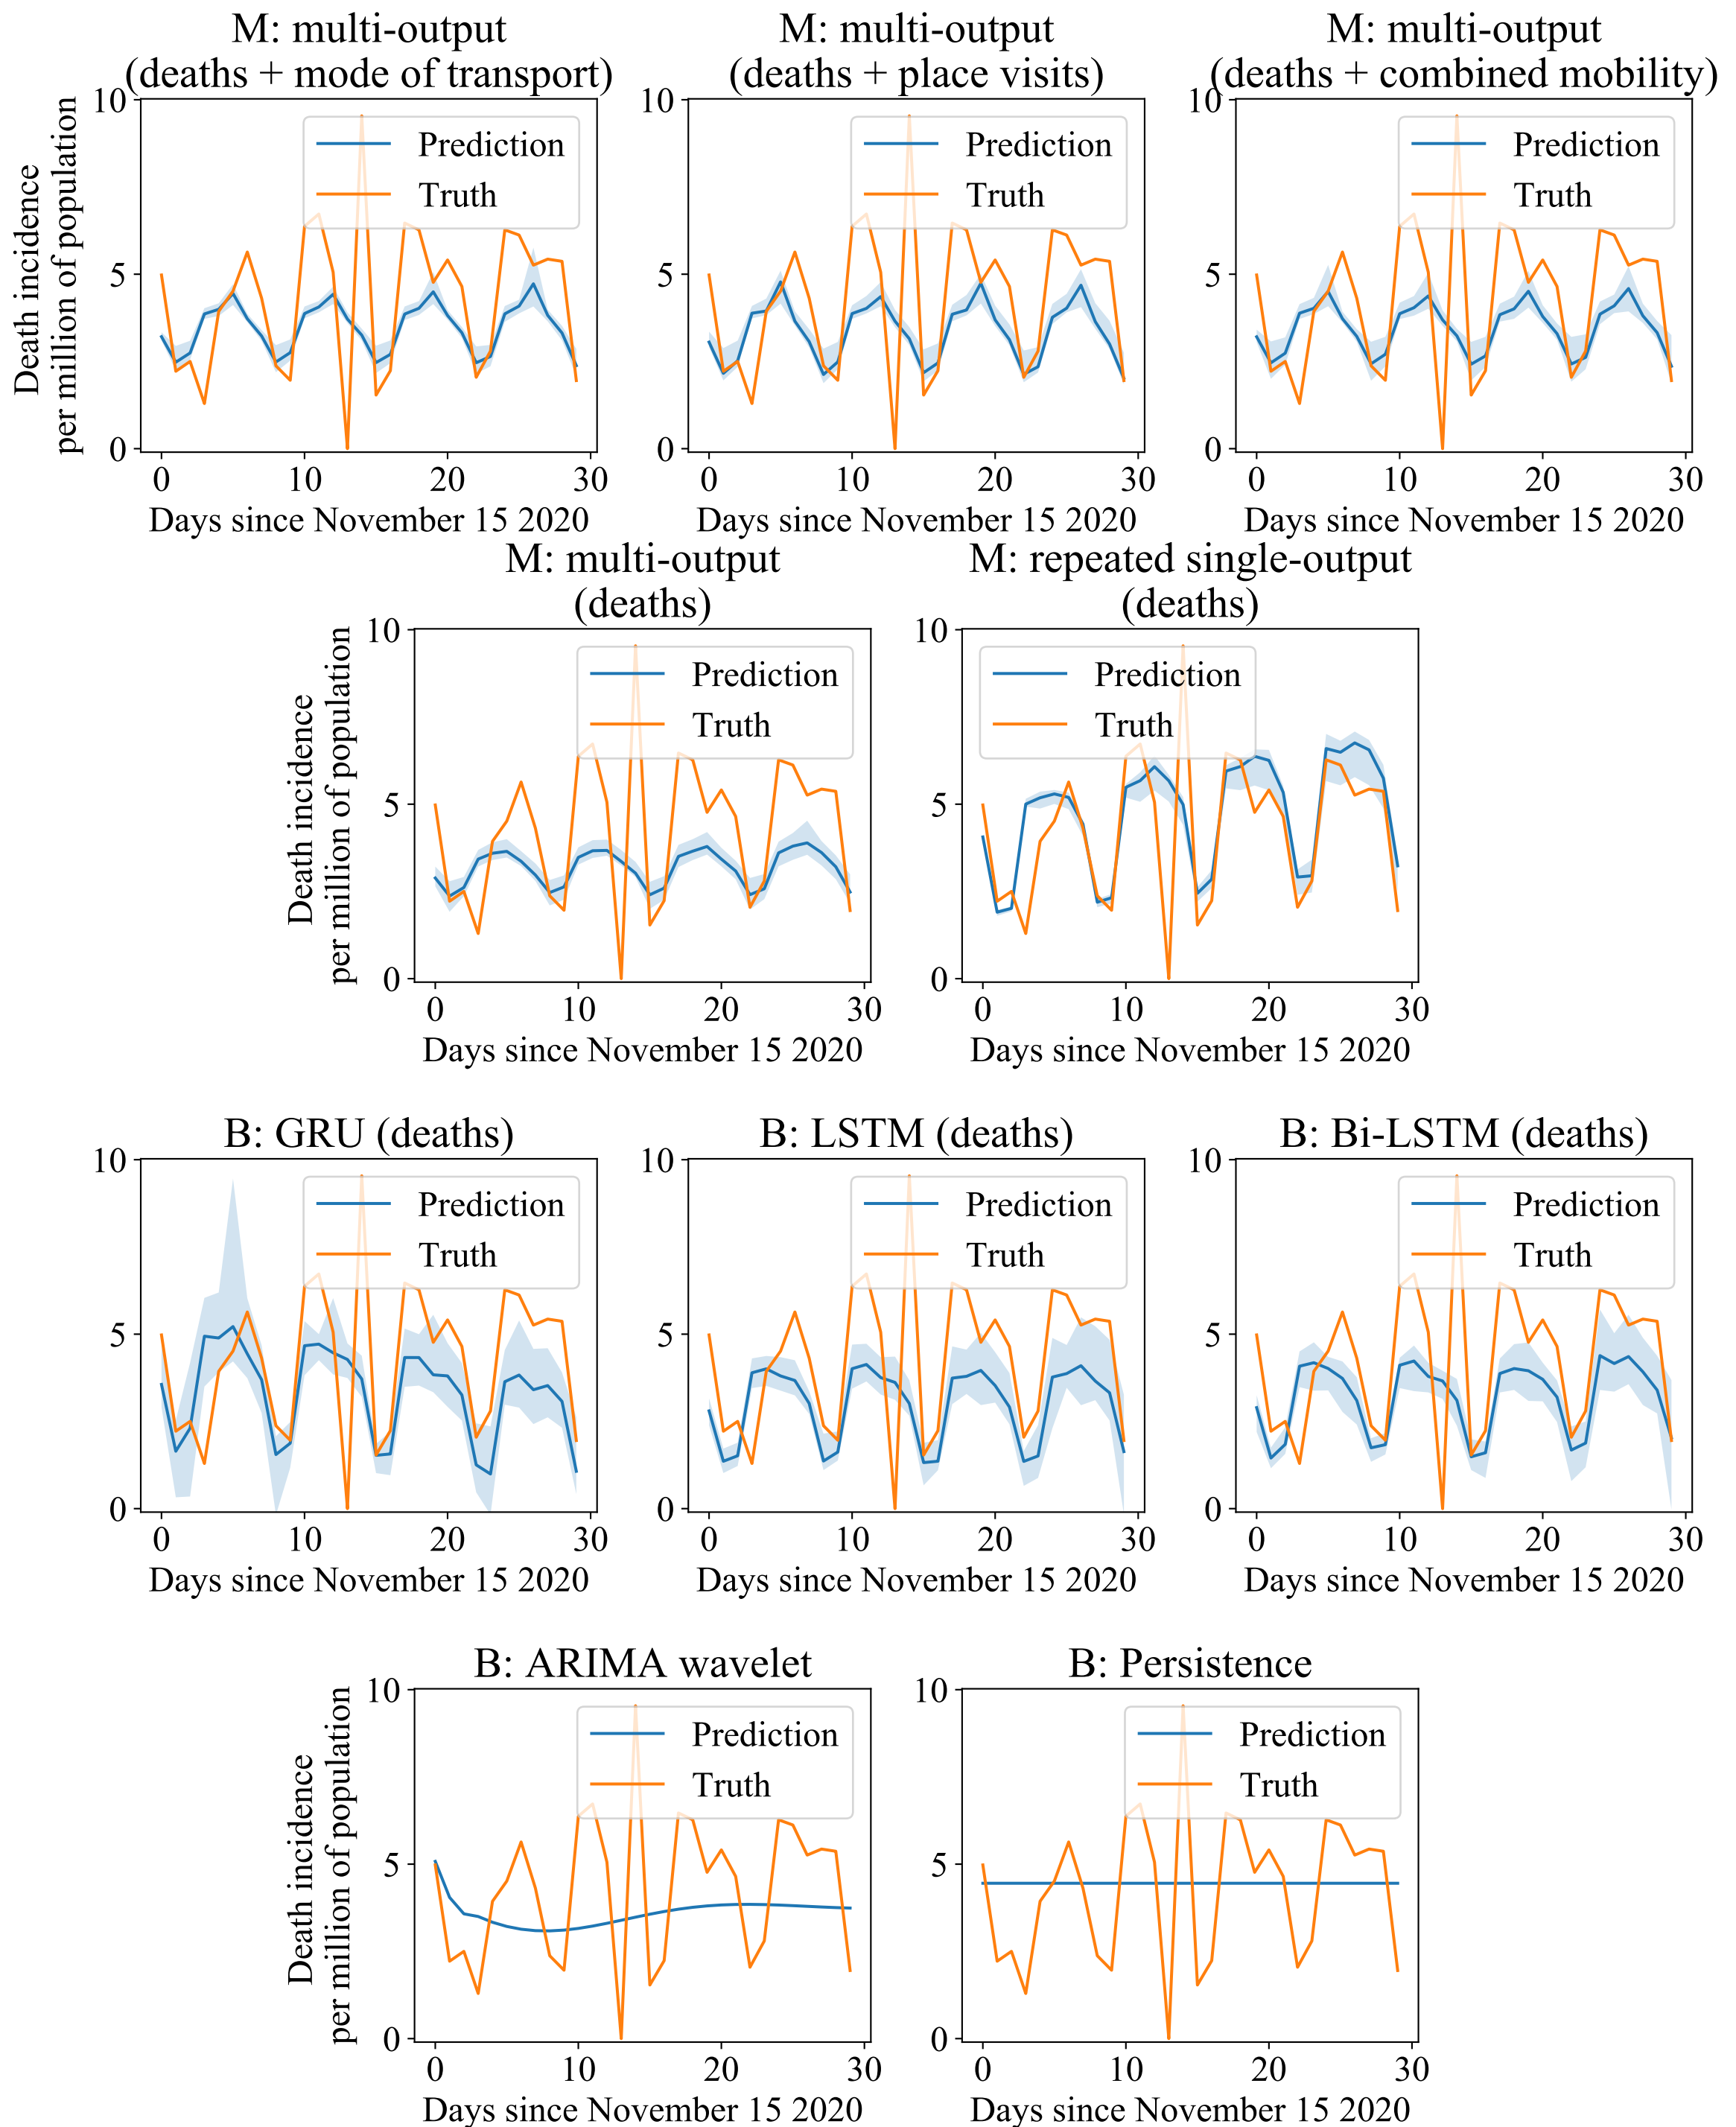 M: multi-output
(deaths + mode of transport)
M: multi-output
(deaths + place visits)
M: multi-output
(deaths + combined mobility)
Death incidence
per million of population
10
5
0
Prediction
Truth
0 10 20 30
Days since November 15 2020
10
5
0
Prediction
Truth
0 10 20 30
Days since November 15 2020
10
5
0
Prediction
Truth
0 10 20 30
Days since November 15 2020
M: multi-output
(deaths)
M: repeated single-output
(deaths)
Death incidence
per million of population
10
5
0
Prediction
Truth
0 10 20 30
Days since November 15 2020
10
5
0
Prediction
Truth
0 10 20 30
Days since November 15 2020
B: GRU (deaths)
10
5
0
Prediction
Truth
0 10 20 30
Days since November 15 2020
B: LSTM (deaths)
10
5
0
Prediction
Truth
0 10 20 30
Days since November 15 2020
B: Bi-LSTM (deaths)
10
5
0
Prediction
Truth
0 10 20 30
Days since November 15 2020
B: ARIMA wavelet
Death incidence
per million of population
10
5
0
Prediction
Truth
0 10 20 30
Days since November 15 2020
B: Persistence
10
5
0
Prediction
Truth
0 10 20 30
Days since November 15 2020